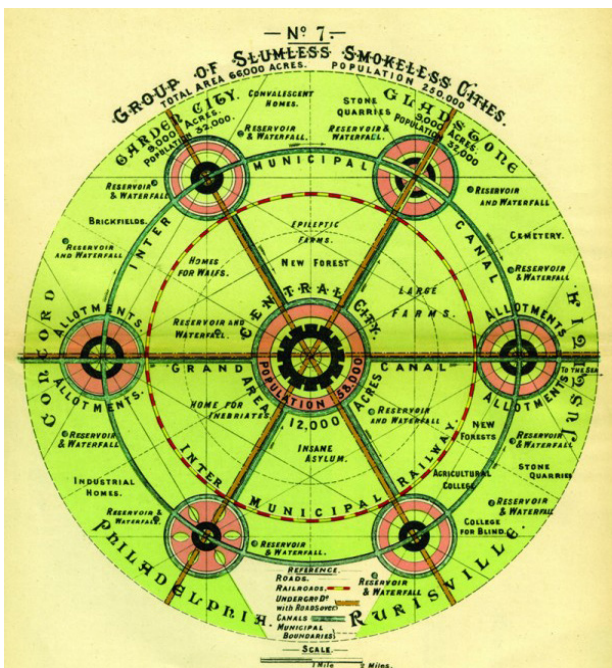 — Nº 7. —
GROUP OF SLUMLESS SMOKELESS CITIES.
TOTAL AREA 66,000 ACRES. POPULATION 250,000
GARDEN CITY.
9,000 ACRES.
POPULATION 32,000.
CONVALESCENT
HOMES.
STONE
QUARRIES
GLADSTONE
9,000 ACRES
POPULATION
32,000
RESERVOIR
& WATERFALL.
RESERVOIR
& WATERFALL.
INTER MUNICIPAL CANAL
RESERVOIR
& WATERFALL
RESERVOIR
AND WATERFALL
BRICKFIELDS.
EPILEPTIC
FARMS.
CEMETERY.
RESERVOIR
AND WATERFALL
HOMES
FOR WAIFS.
NEW FOREST
RESERVOIR
& WATERFALL
LARGE
FARMS.
CONCORD
ALLOTMENTS.
RESERVOIR AND
WATERFALL.
CENTRAL CITY
ALLOTMENTS
JUSTITIA
GRAND CANAL
TO THE SEA
ALLOTMENTS.
AREA 12,000 ACRES
POPULATION 58,000
ALLOTMENTS
HOME FOR
INEBRIATES.
RESERVOIR
AND WATERFALL
RESERVOIR
& WATERFALL
INSANE
ASYLUM.
NEW
FORESTS
RESERVOIR
& WATERFALL
INTER MUNICIPAL RAILWAY.
AGRICULTURAL
COLLEGE
STONE
QUARRIES
INDUSTRIAL
HOMES.
RESERVOIR &
WATERFALL
RESERVOIR
& WATERFALL
COLLEGE
FOR BLIND.
RESERVOIR
& WATERFALL.
PHILADELPHIA.
RURISVILLE.
RESERVOIR
& WATERFALL
REFERENCE.
ROADS.
RAILROADS.
UNDERGRD Dº
WITH ROADS OVER
CANALS
MUNICIPAL
BOUNDARIES
SCALE.
1 MILE 2 MILES.